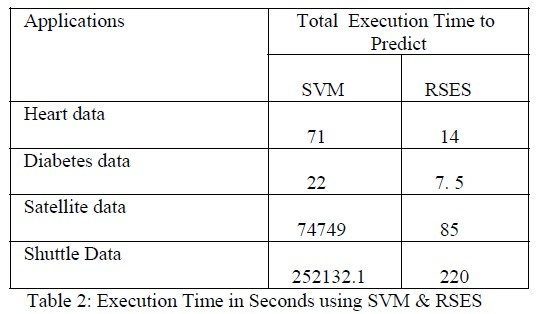 Applications
Total Execution Time to
Predict
SVM
RSES
Heart data
71
14
Diabetes data
22
7. 5
Satellite data
74749
85
Shuttle Data
252132.1
220
Table 2: Execution Time in Seconds using SVM & RSES